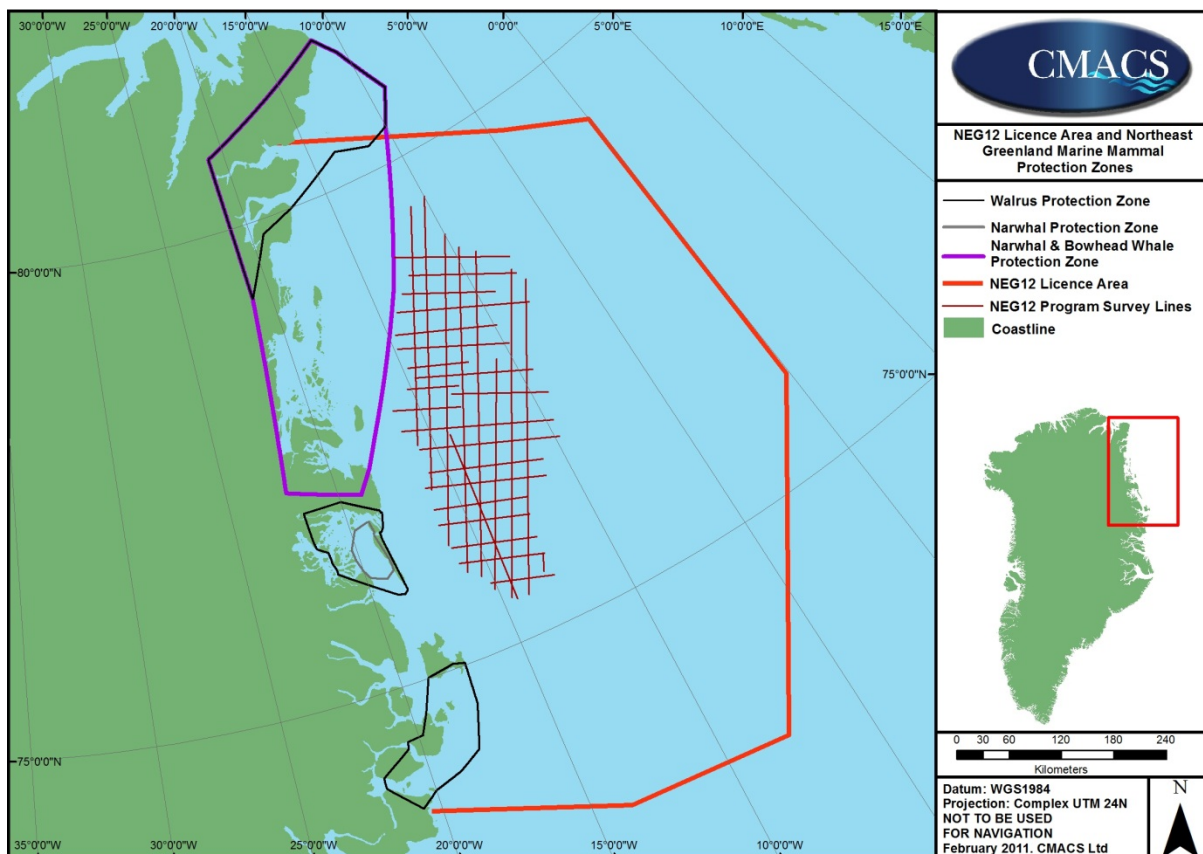 30°0'0"W 25°0'0"W 20°0'0"W 15°0'0"W 10°0'0"W 5°0'0"W 0°0'0" 5°0'0"E 10°0'0"E 15°0'0"E
80°0'0"N
75°0'0"N
75°0'0"N
35°0'0"W 30°0'0"W 25°0'0"W 20°0'0"W 15°0'0"W 10°0'0"W
CMACS
NEG12 Licence Area and Northeast
Greenland Marine Mammal
Protection Zones
Walrus Protection Zone
Narwhal Protection Zone
Narwhal & Bowhead Whale
Protection Zone
NEG12 Licence Area
NEG12 Program Survey Lines
Coastline
0 30 60 120 180 240
Kilometers
Datum: WGS1984
Projection: Complex UTM 24N
NOT TO BE USED
FOR NAVIGATION
February 2011. CMACS Ltd
N